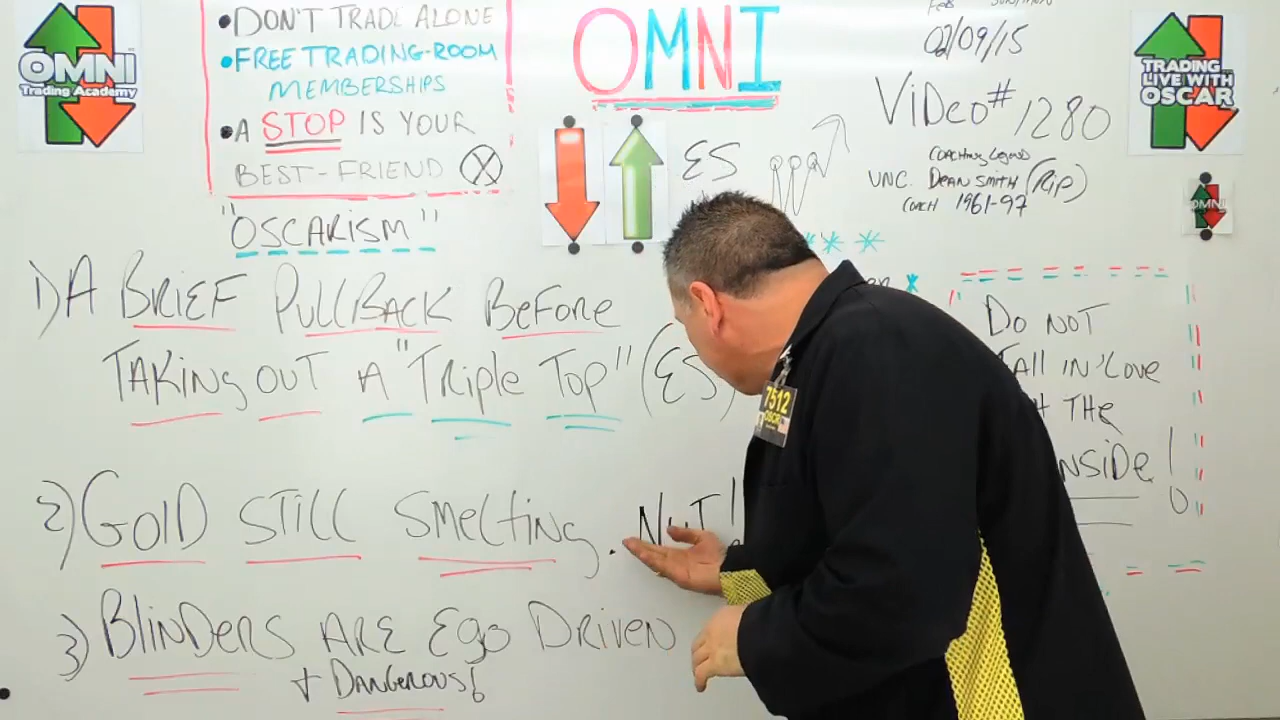 OMNI
Trading Academy
• DON'T TRADE ALONE
• FREE TRADING-ROOM
MEMBERSHIPS
• A STOP IS YOUR
BEST-FRIEND
OMNI
ES
02/09/15
VIDEO # 1280
COACHING LEGEND
UNC. DEAN SMITH (RIP)
COACH 1961-97
TRADING
LIVE WITH
OSCAR
OMNI
"OSCARISM"
1) A BRIEF PULLBACK BEFORE
TAKING OUT A "TRIPLE TOP" (ES)
2) GOLD STILL SMELTING.
3) BLINDERS ARE EGO DRIVEN
+ DANGEROUS!
DO NOT
FALL IN LOVE
THE
7512